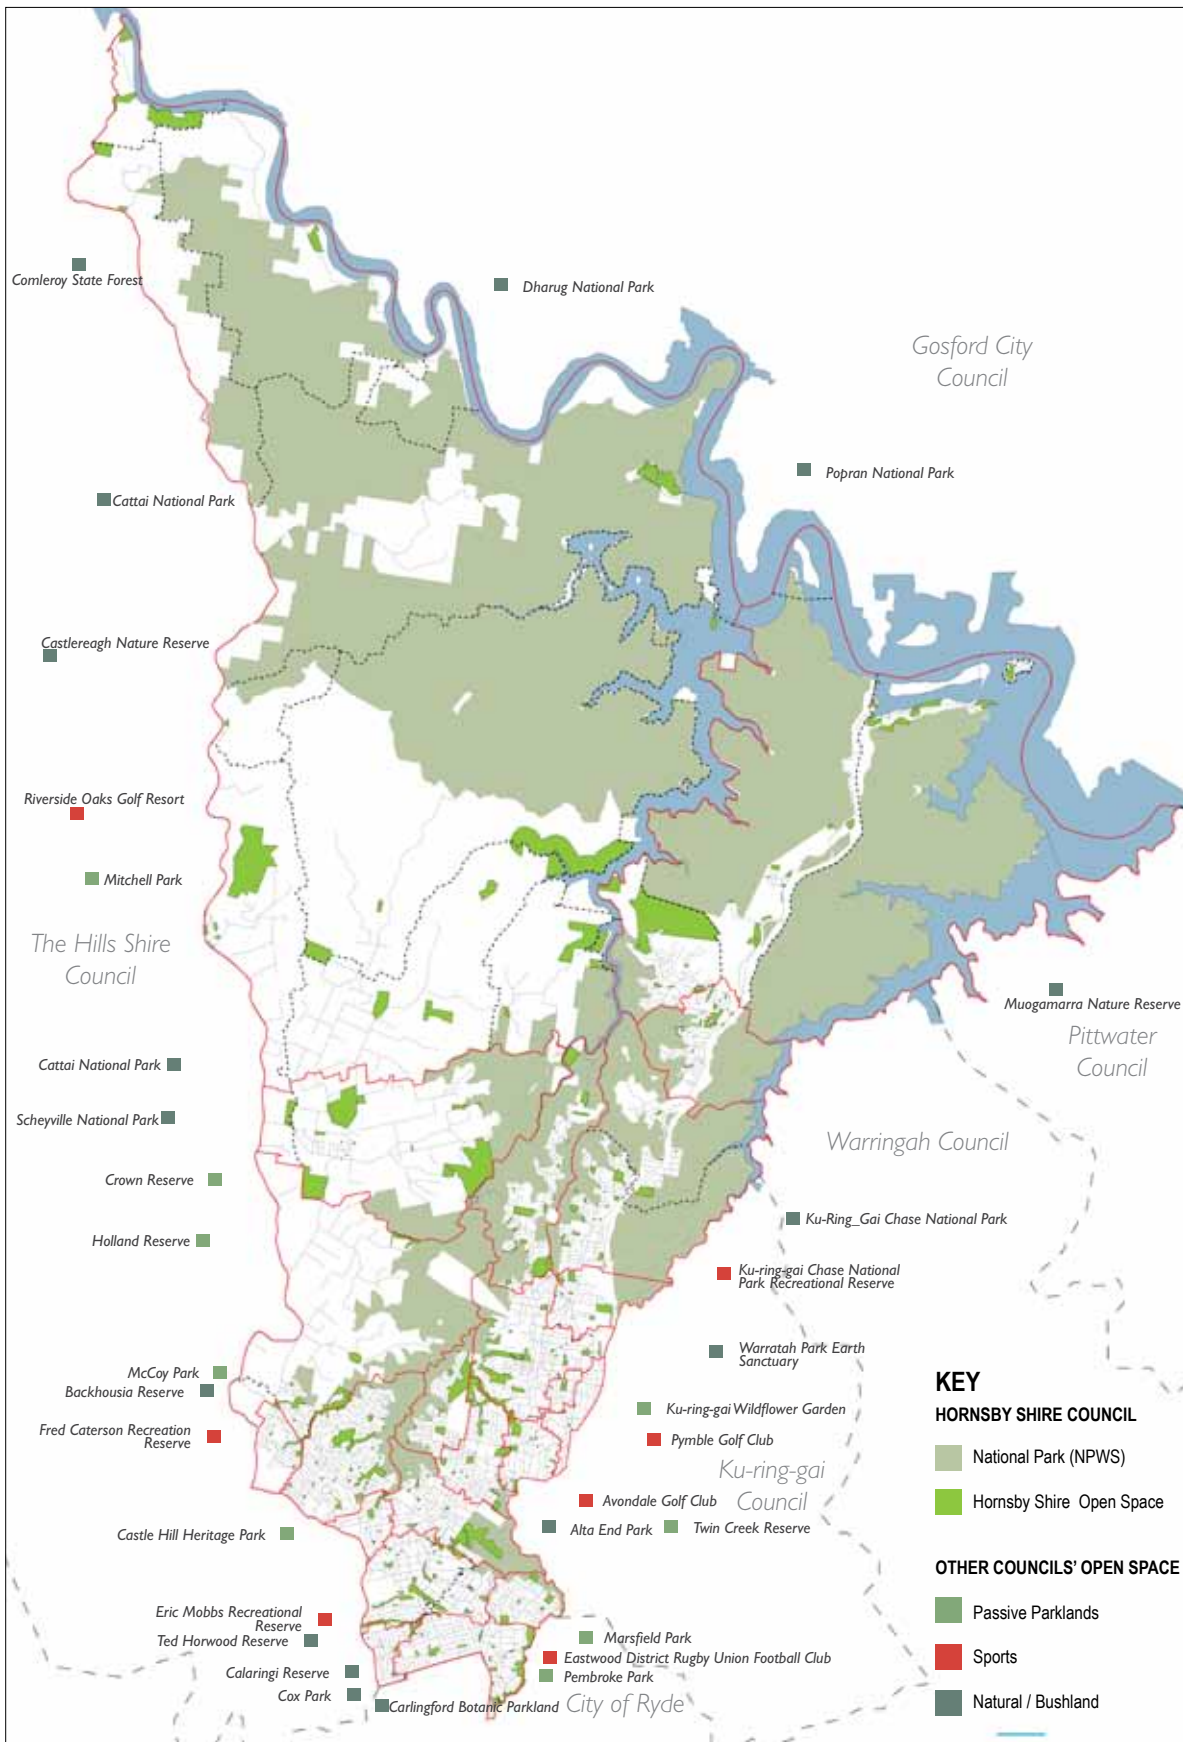 Comleroy State Forest
Dharug National Park
Gosford City
Council
Popran National Park
Cattai National Park
Castlereagh Nature Reserve
Riverside Oaks Golf Resort
Mitchell Park
The Hills Shire
Council
Muogamarra Nature Reserve
Pittwater
Council
Cattai National Park
Scheyville National Park
Warringah Council
Crown Reserve
Ku-Ring_Gai Chase National Park
Holland Reserve
Ku-ring-gai Chase National
Park Recreational Reserve
Warratah Park Earth
Sanctuary
McCoy Park
Backhousia Reserve
Ku-ring-gai Wildflower Garden
Fred Caterson Recreation
Reserve
Pymble Golf Club
Ku-ring-gai
Council
Avondale Golf Club
Alta End Park
Twin Creek Reserve
Castle Hill Heritage Park
Eric Mobbs Recreational
Reserve
Ted Horwood Reserve
Marsfield Park
Eastwood District Rugby Union Football Club
Calaringi Reserve
Pembroke Park
Cox Park
Carlingford Botanic Parkland
City of Ryde
KEY
HORNSBY SHIRE COUNCIL
National Park (NPWS)
Hornsby Shire Open Space
OTHER COUNCILS' OPEN SPACE
Passive Parklands
Sports
Natural / Bushland